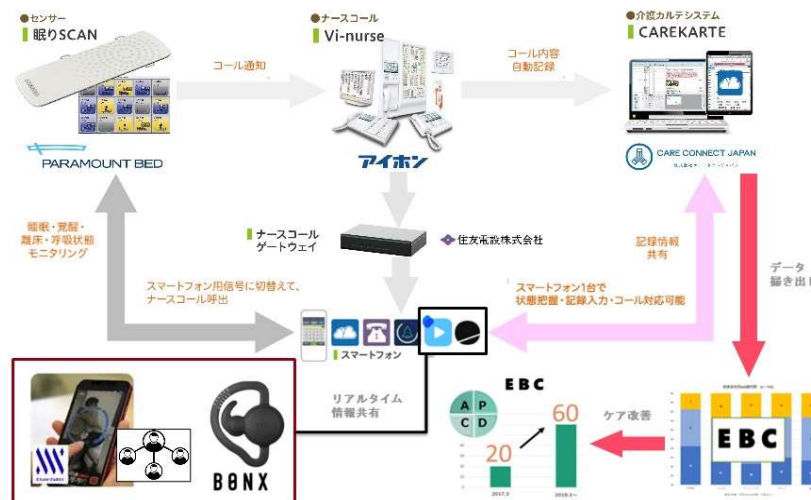 ●センサー
眠りSCAN
●ナースコール
Vi-nurse
●介護カルテシステム
CAREKARTE
コール通知
コール内容
自動記録
PARAMOUNT BED
アイホン
CARE CONNECT JAPAN
睡眠・覚醒・
離床・呼吸状態
モニタリング
ナースコール
ゲートウェイ
住友電設株式会社
記録情報
共有
データ
掃き出し
スマートフォン用信号に切替えて、
ナースコール呼出
スマートフォン1台で
状態把握・記録入力・コール対応可能
スマートフォン
リアルタイム
情報共有
BONX
EBC
A P
C D
20
60
2017.3
ケア改善
EBC